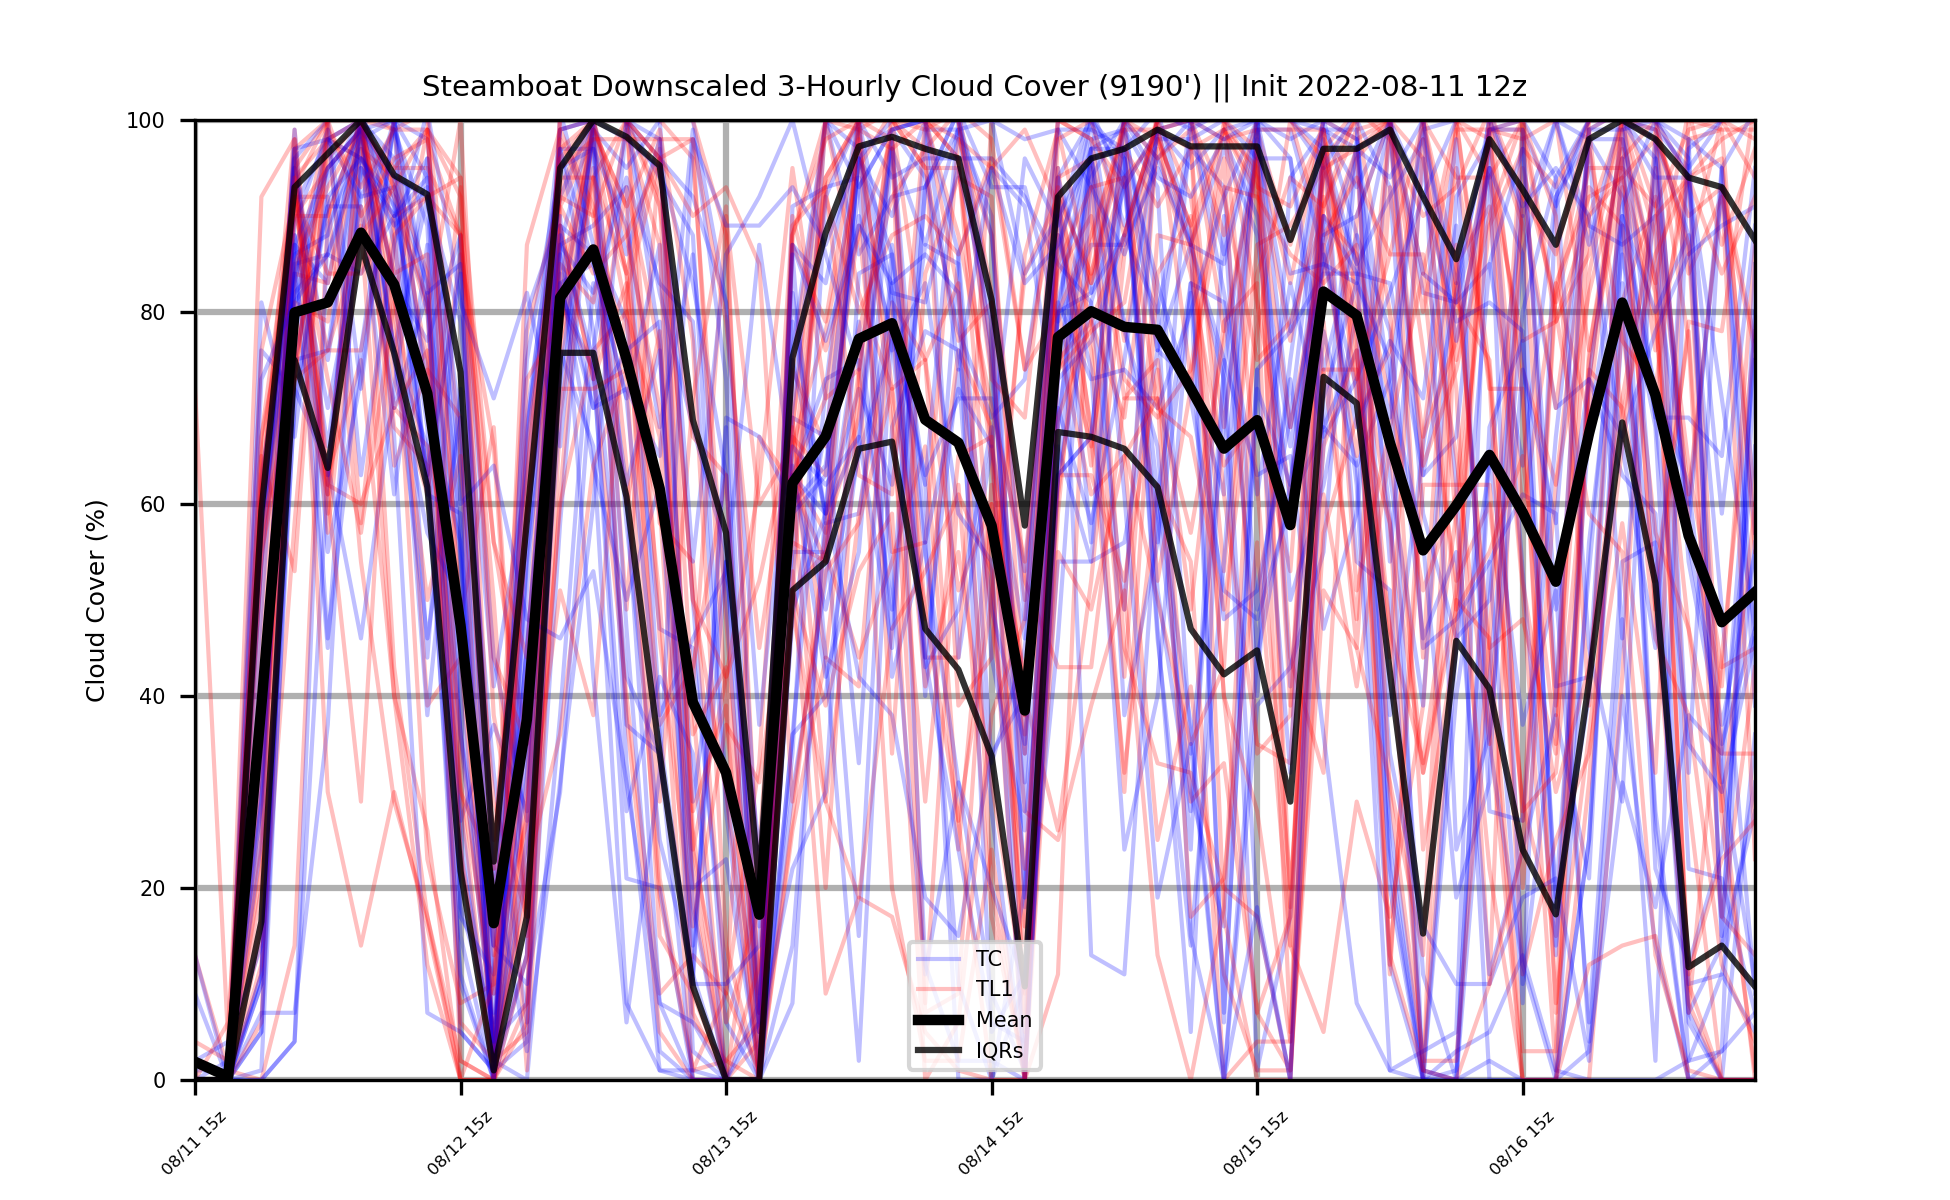 Steamboat Downscaled 3-Hourly Cloud Cover (9190') || Init 2022-08-11 12z
Cloud Cover (%)
100
80
60
40
20
0
TC
TL1
Mean
IQRs
08/11 15z
08/12 15z
08/13 15z
08/14 15z
08/15 15z
08/16 15z